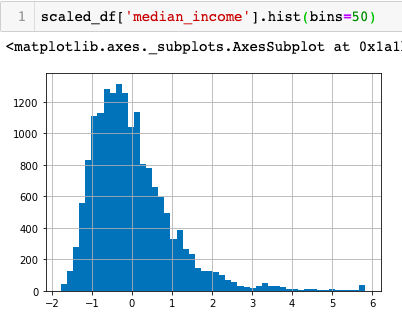 1 scaled_df['median_income'].hist(bins=50)
<matplotlib.axes._subplots.AxesSubplot at 0x1a1
1200
1000
800
600
400
200
0
−2 −1 0 1 2 3 4 5 6